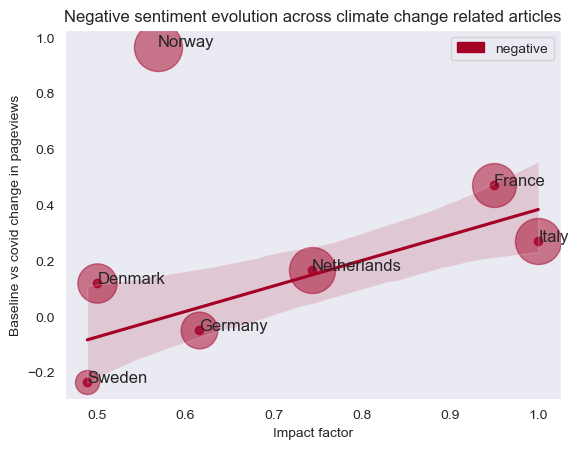 Negative sentiment evolution across climate change related articles
negative
Baseline vs covid change in pageviews
1.0
0.8
0.6
0.4
0.2
0.0
−0.2
Norway
France
Italy
Netherlands
Denmark
Germany
Sweden
0.5 0.6 0.7 0.8 0.9 1.0
Impact factor